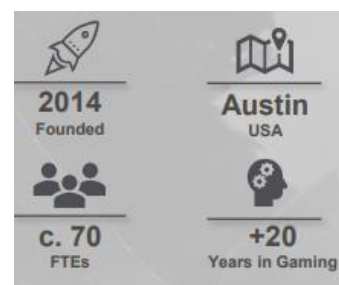 2014
Founded
Austin
USA
c. 70
FTEs
+20
Years in Gaming